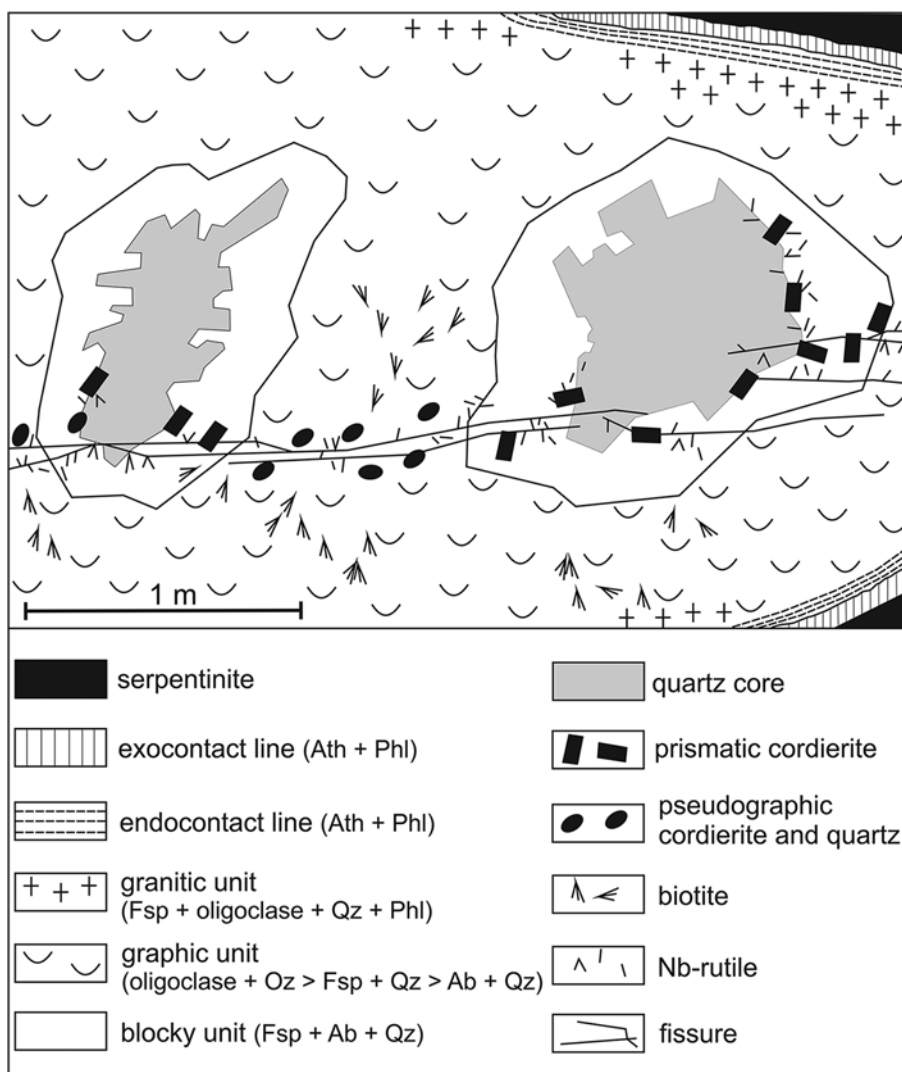 1 m
serpentinite
exocontact line (Ath + Phl)
endocontact line (Ath + Phl)
granitic unit
(Fsp + oligoclase + Qz + Phl)
graphic unit
(oligoclase + Oz > Fsp + Qz > Ab + Qz)
blocky unit (Fsp + Ab + Qz)
quartz core
prismatic cordierite
pseudographic
cordierite and quartz
biotite
Nb-rutile
fissure